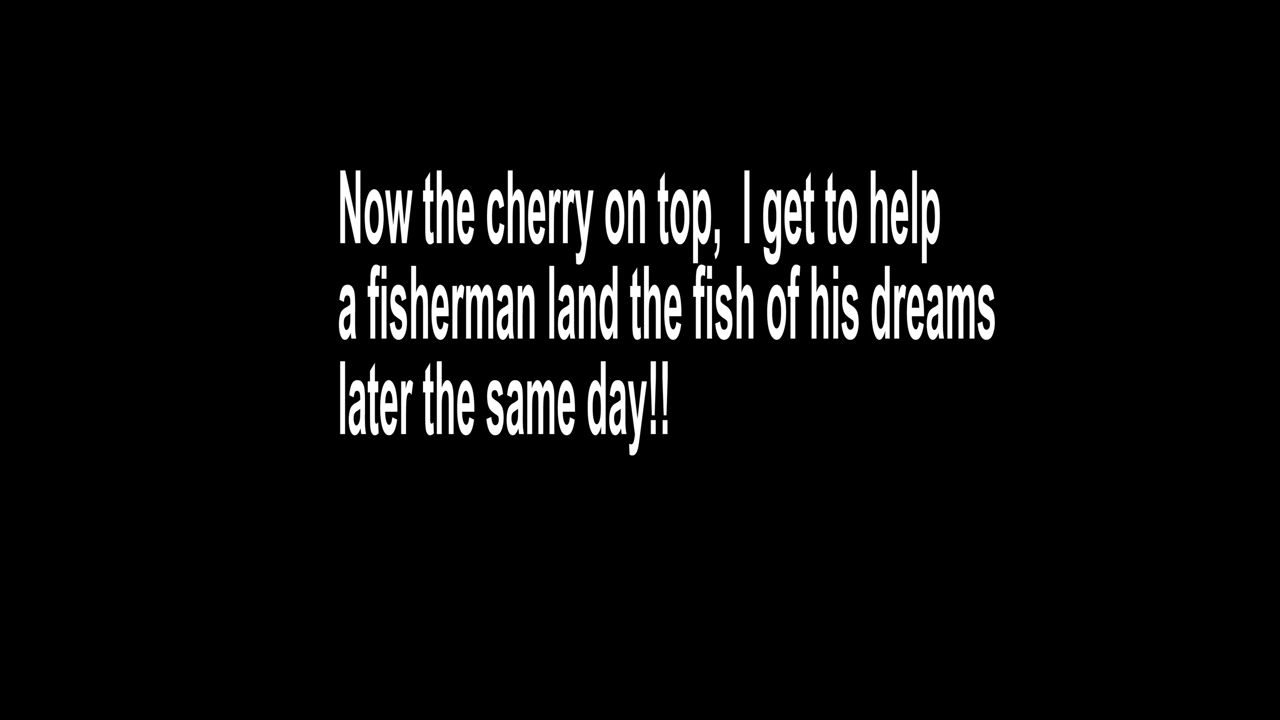 Now the cherry on top,  I get to help
a fisherman land the fish of his dreams
later the same day!!